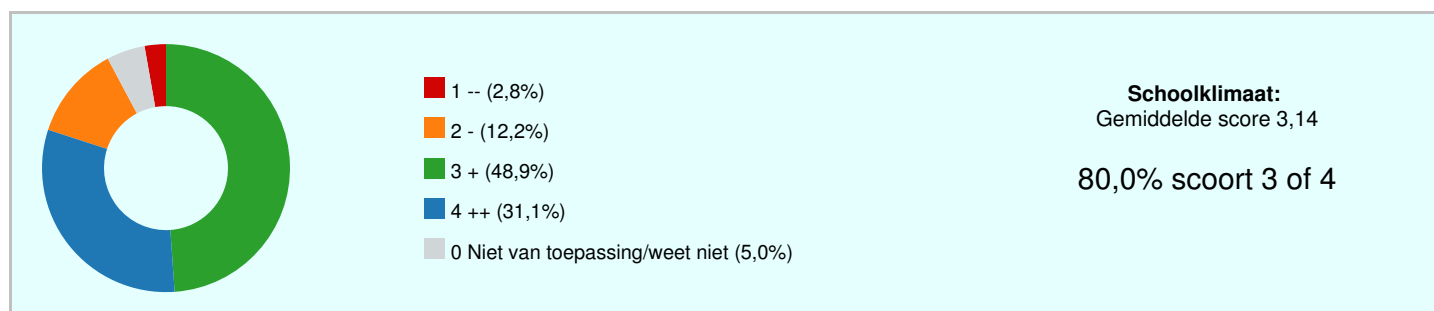 1 -- (2,8%)
2 - (12,2%)
3 + (48,9%)
4 ++ (31,1%)
0 Niet van toepassing/weet niet (5,0%)
Schoolklimaat:
Gemiddelde score 3,14
80,0% scoort 3 of 4